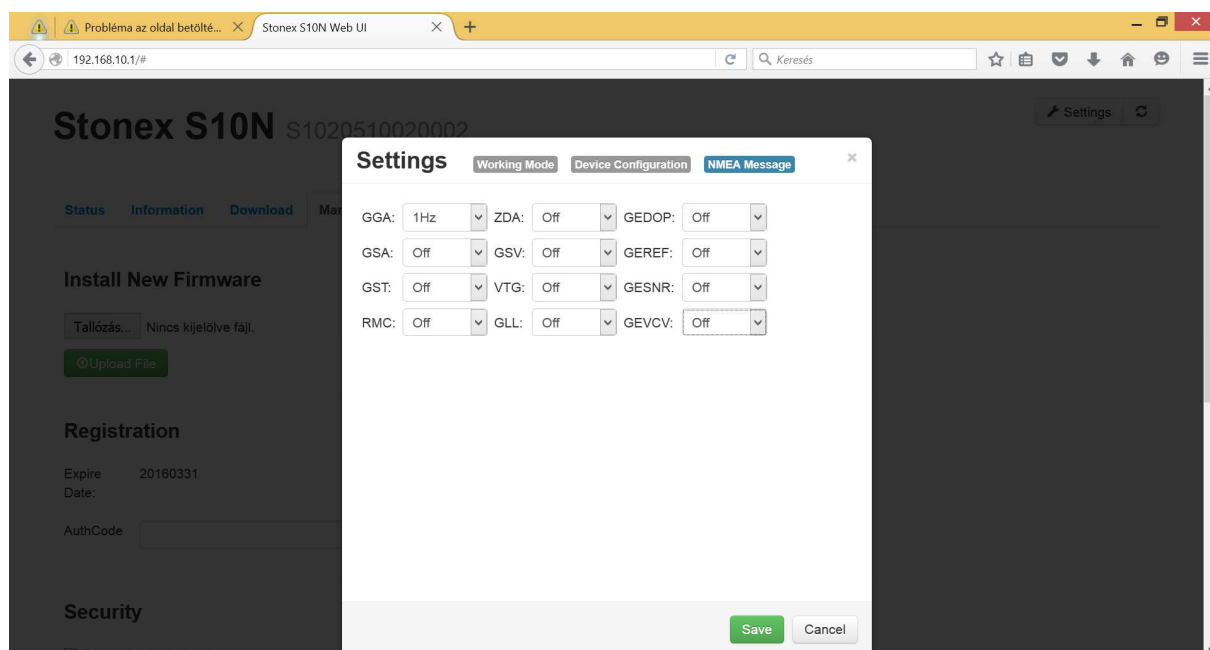 Probléma az oldal betölté...
Stonex S10N Web UI
192.168.10.1/#
Keresés
Stonex S10N S1020510020002
Settings
Settings Working Mode Device Configuration NMEA Message
Status Information Download Man
GGA: 1Hz ZDA: Off GEDOP: Off
GSA: Off GSV: Off GEREF: Off
GST: Off VTG: Off GESNR: Off
RMC: Off GLL: Off GEVCV: Off
Install New Firmware
Tallózás... Nincs kijelölve fájl.
Upload File
Registration
Expire Date: 20160331
AuthCode
Security
Save Cancel